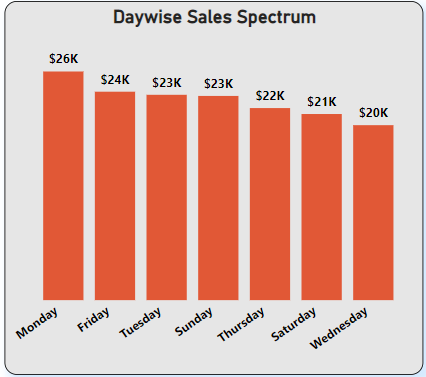 Daywise Sales Spectrum
$26K
$24K
$23K
$23K
$22K
$21K
$20K
Monday
Friday
Tuesday
Sunday
Thursday
Saturday
Wednesday